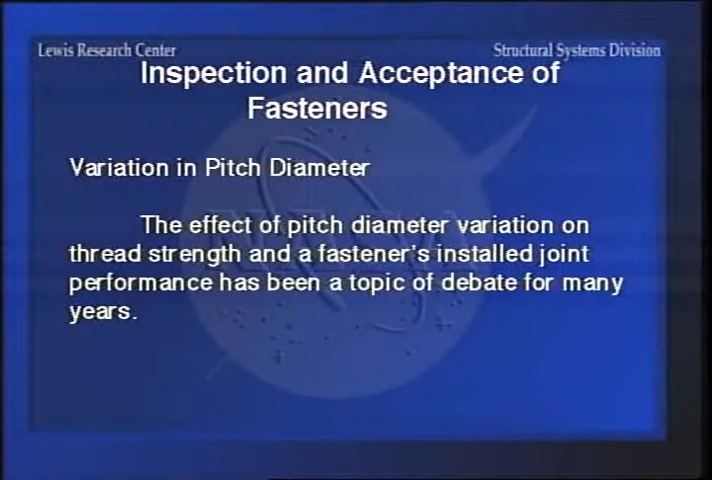 Lewis Research Center
Structural Systems Division
Inspection and Acceptance of
Fasteners
Variation in Pitch Diameter
The effect of pitch diameter variation on
thread strength and a fastener's installed joint
performance has been a topic of debate for many
years.